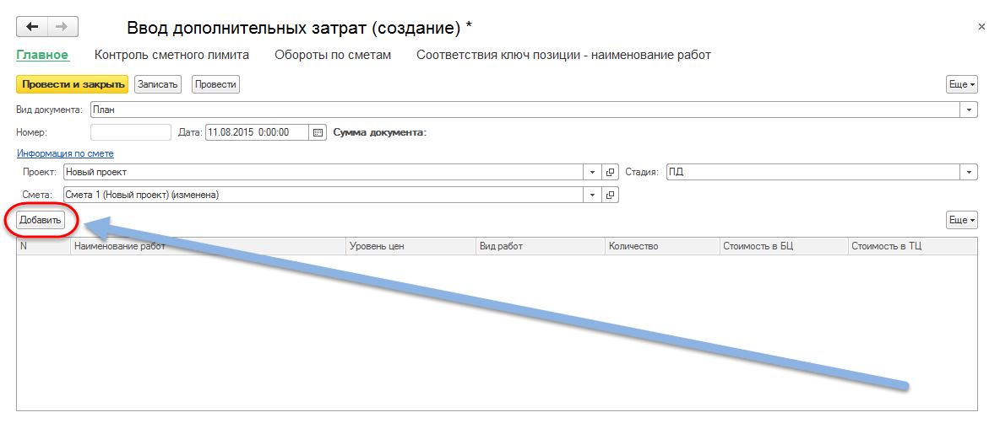 Ввод дополнительных затрат (создание) *
Главное Контроль сметного лимита Обороты по сметам Соответствия ключ позиции - наименование работ
Провести и закрыть Записать Провести Еще
Вид документа: План
Номер: Дата: 11.08.2015 0:00:00 Сумма документа:
Информация по смете
Проект: Новый проект Стадия: ПД
Смета: Смета 1 (Новый проект) (изменена)
Добавить Еще
N Наименование работ Уровень цен Вид работ Количество Стоимость в БЦ Стоимость в ТЦ